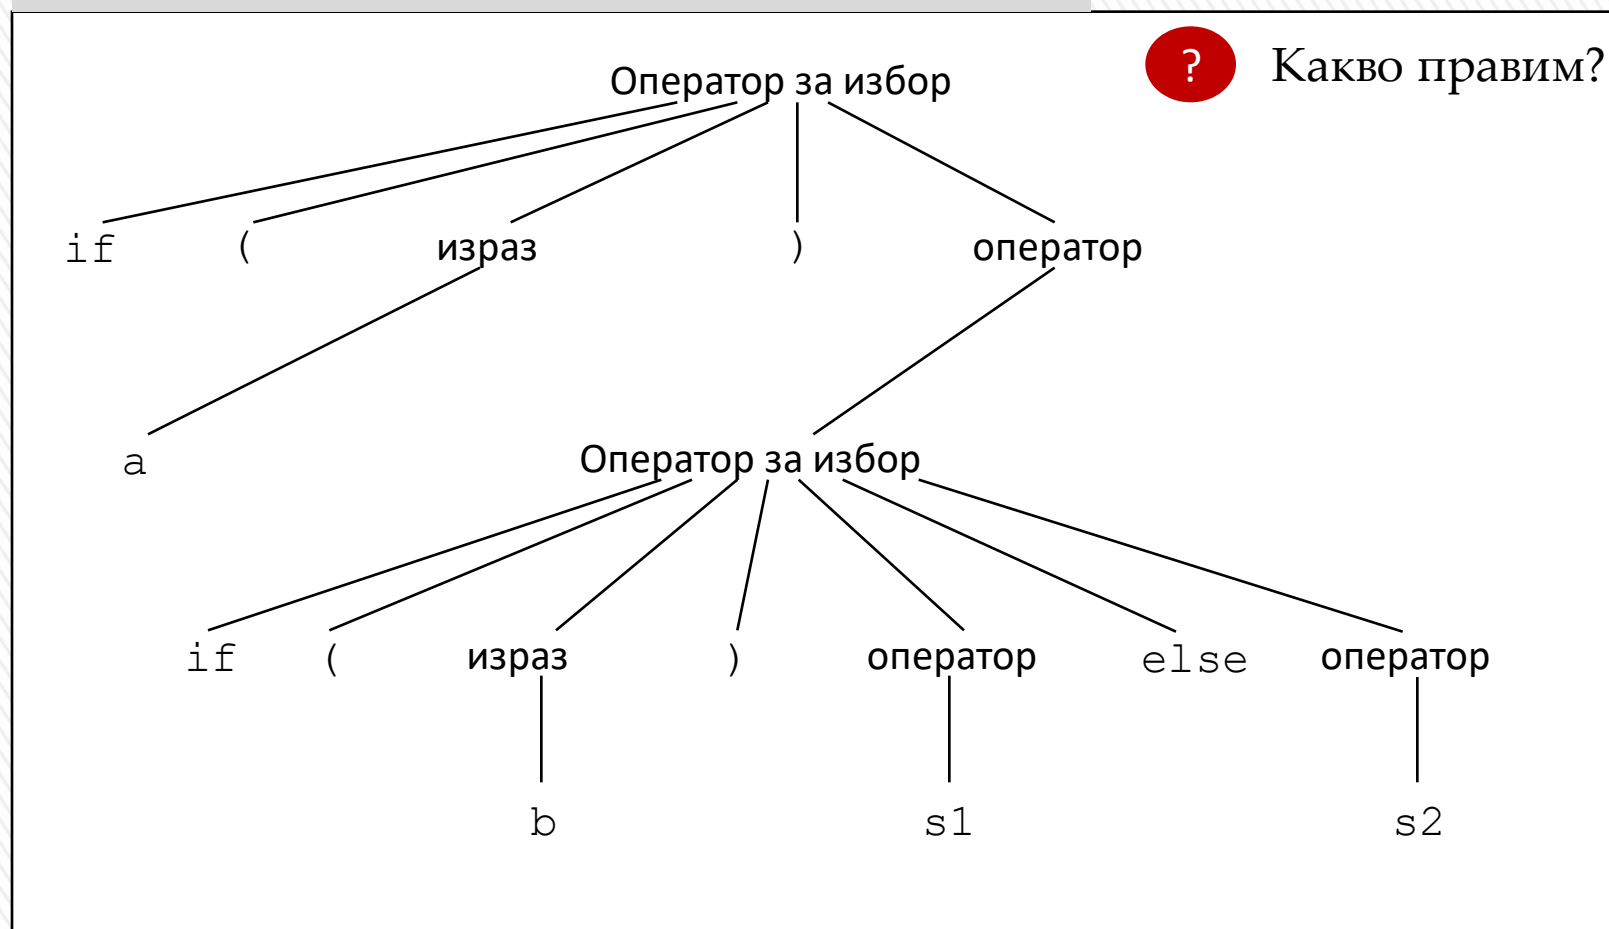 ? Какво правим?
Оператор за избор
if ( израз ) оператор
a
Оператор за избор
if ( израз ) оператор else оператор
b s1 s2